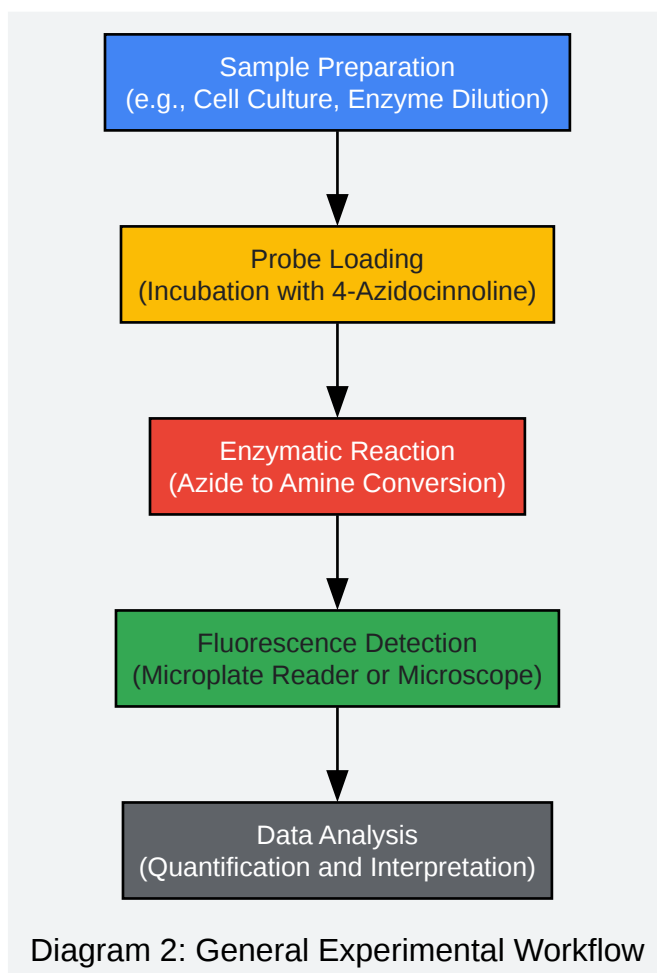 Sample Preparation
(e.g., Cell Culture, Enzyme Dilution)
Probe Loading
(Incubation with 4-Azidocinnoline)
Enzymatic Reaction
(Azide to Amine Conversion)
Fluorescence Detection
(Microplate Reader or Microscope)
Data Analysis
(Quantification and Interpretation)
Diagram 2: General Experimental Workflow